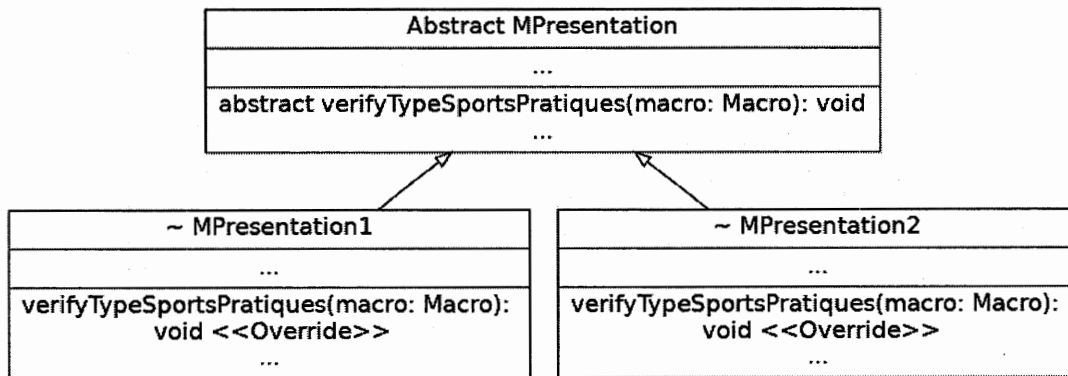 Abstract MPresentation
...
abstract verifyTypeSportsPratiques(macro: Macro): void
...
~ MPresentation1
...
verifyTypeSportsPratiques(macro: Macro):
void <<Override>>
...
~ MPresentation2
...
verifyTypeSportsPratiques(macro: Macro):
void <<Override>>
...